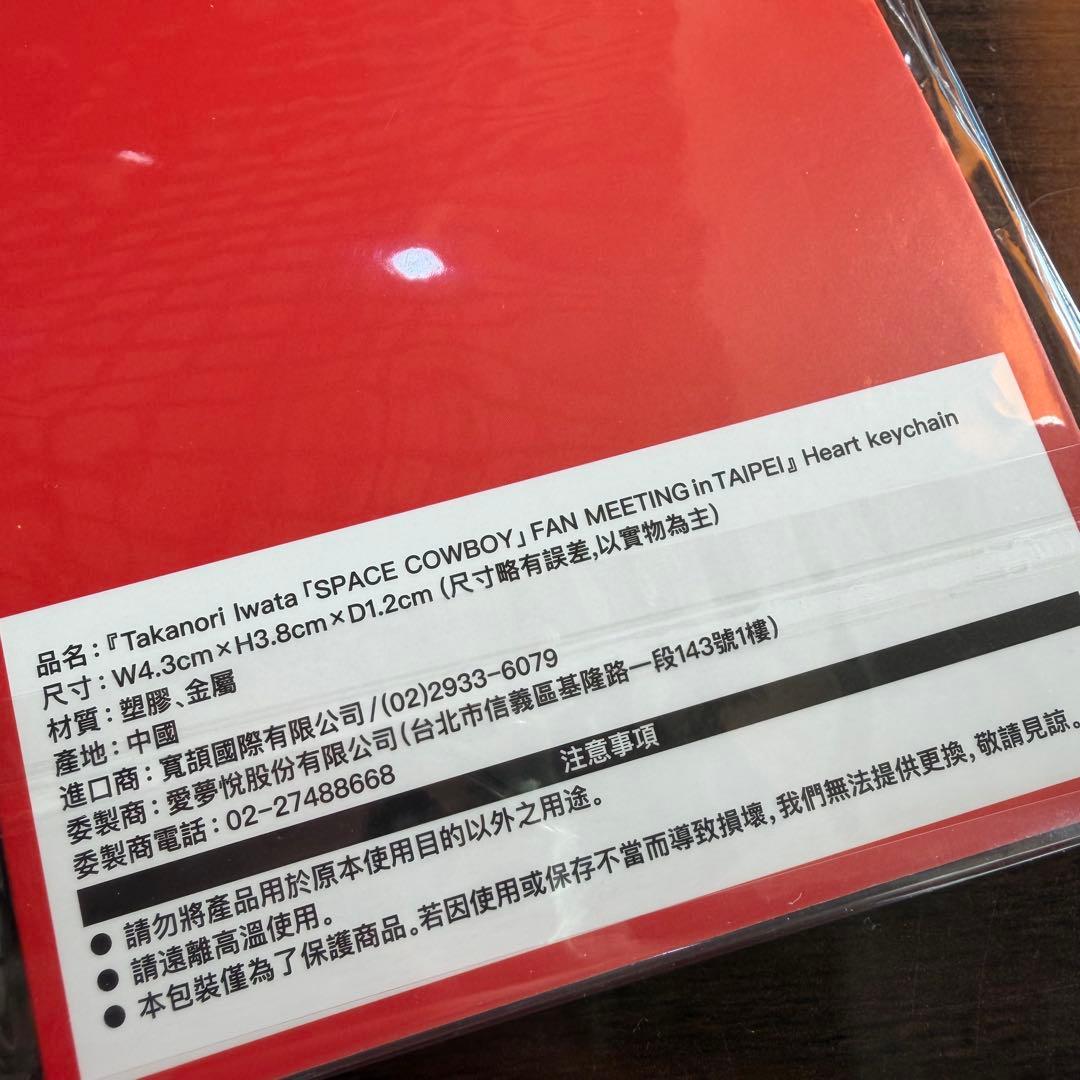 品名：『Takanori Iwata「SPACE COWBOY」FAN MEETING in TAIPEI』Heart keychain
尺寸：W4.3cm×H3.8cm×D1.2cm（尺寸略有誤差,以實物為主）
材質：塑膠、金屬
產地：中國
進口商：寬頡國際有限公司/(02)2933-6079
委製商：愛夢悅股份有限公司(台北市信義區基隆路一段143號1樓)
委製商電話：02-27488668
注意事項
● 請勿將產品用於原本使用目的以外之用途。
● 請遠離高溫使用。
● 本包裝僅為了保護商品。若因使用或保存不當而導致損壞,我們無法提供更換,敬請見諒。